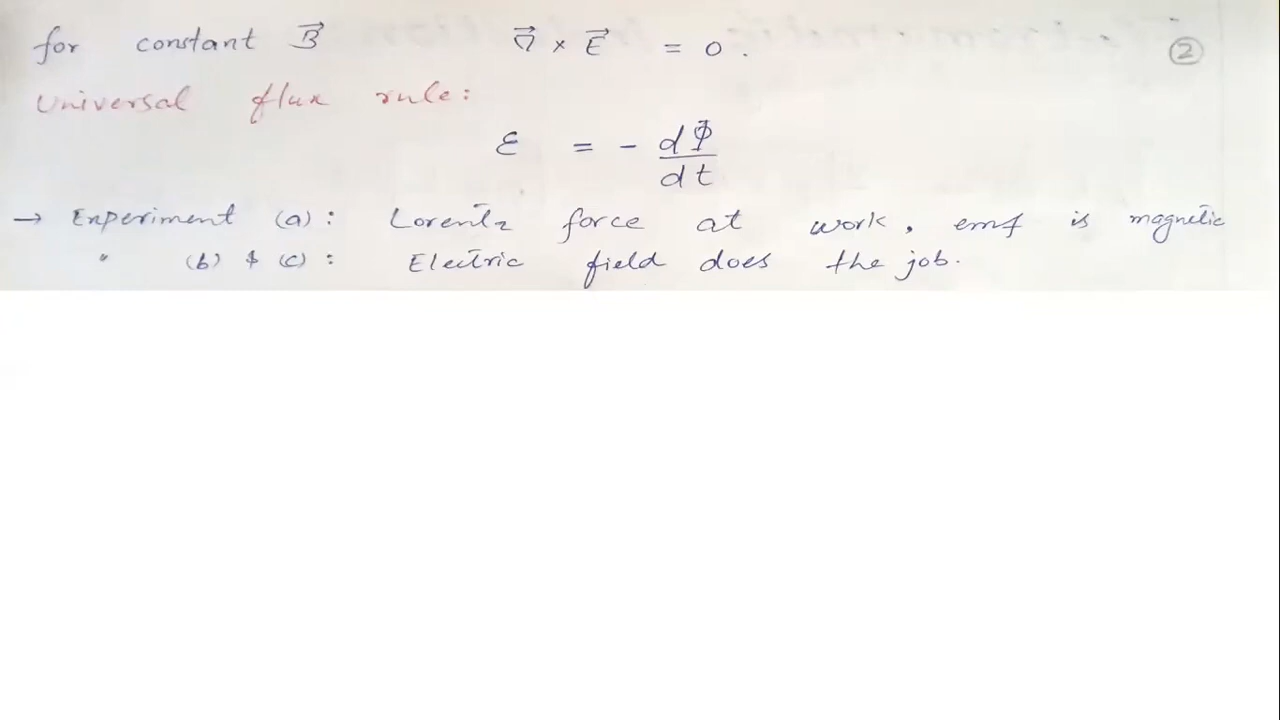 for constant B⃗ ∇⃗ × E⃗ = 0. ②
Universal flux rule:
ℰ = - dΦ/dt
→ Experiment (a): Lorentz force at work, emf is magnetic
" (b) & (c): Electric field does the job.